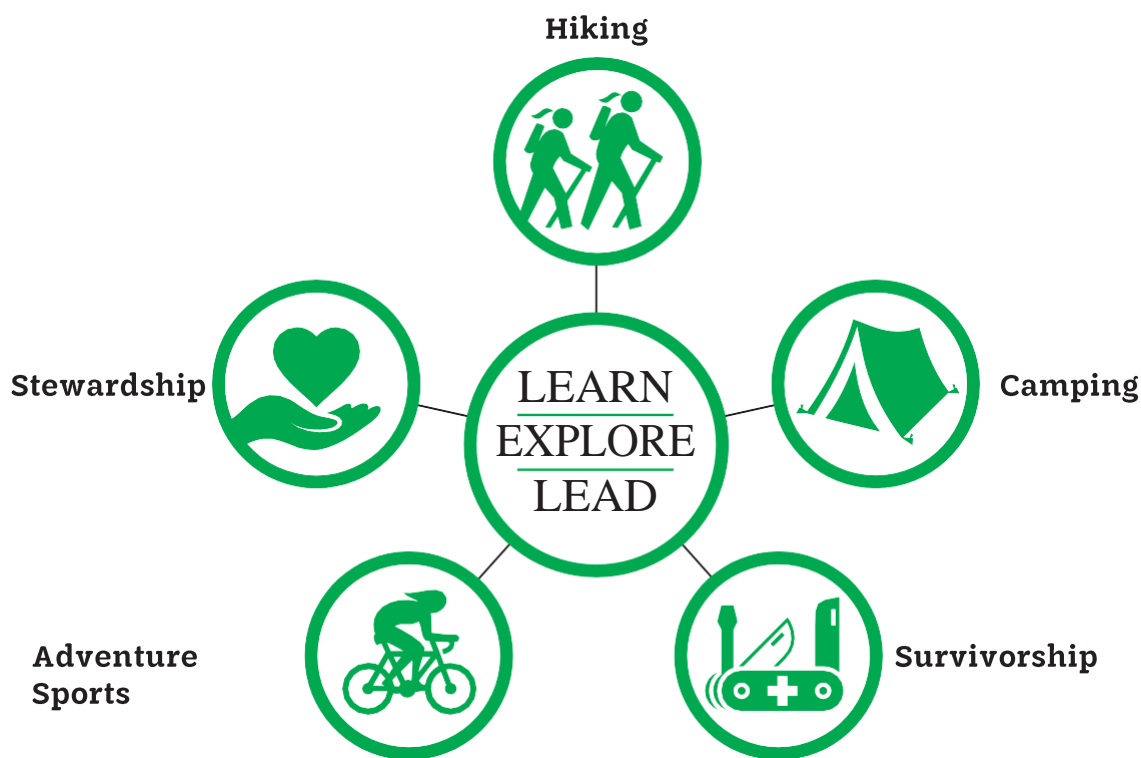 Hiking
Stewardship
LEARN
EXPLORE
LEAD
Camping
Adventure
Sports
Survivorship